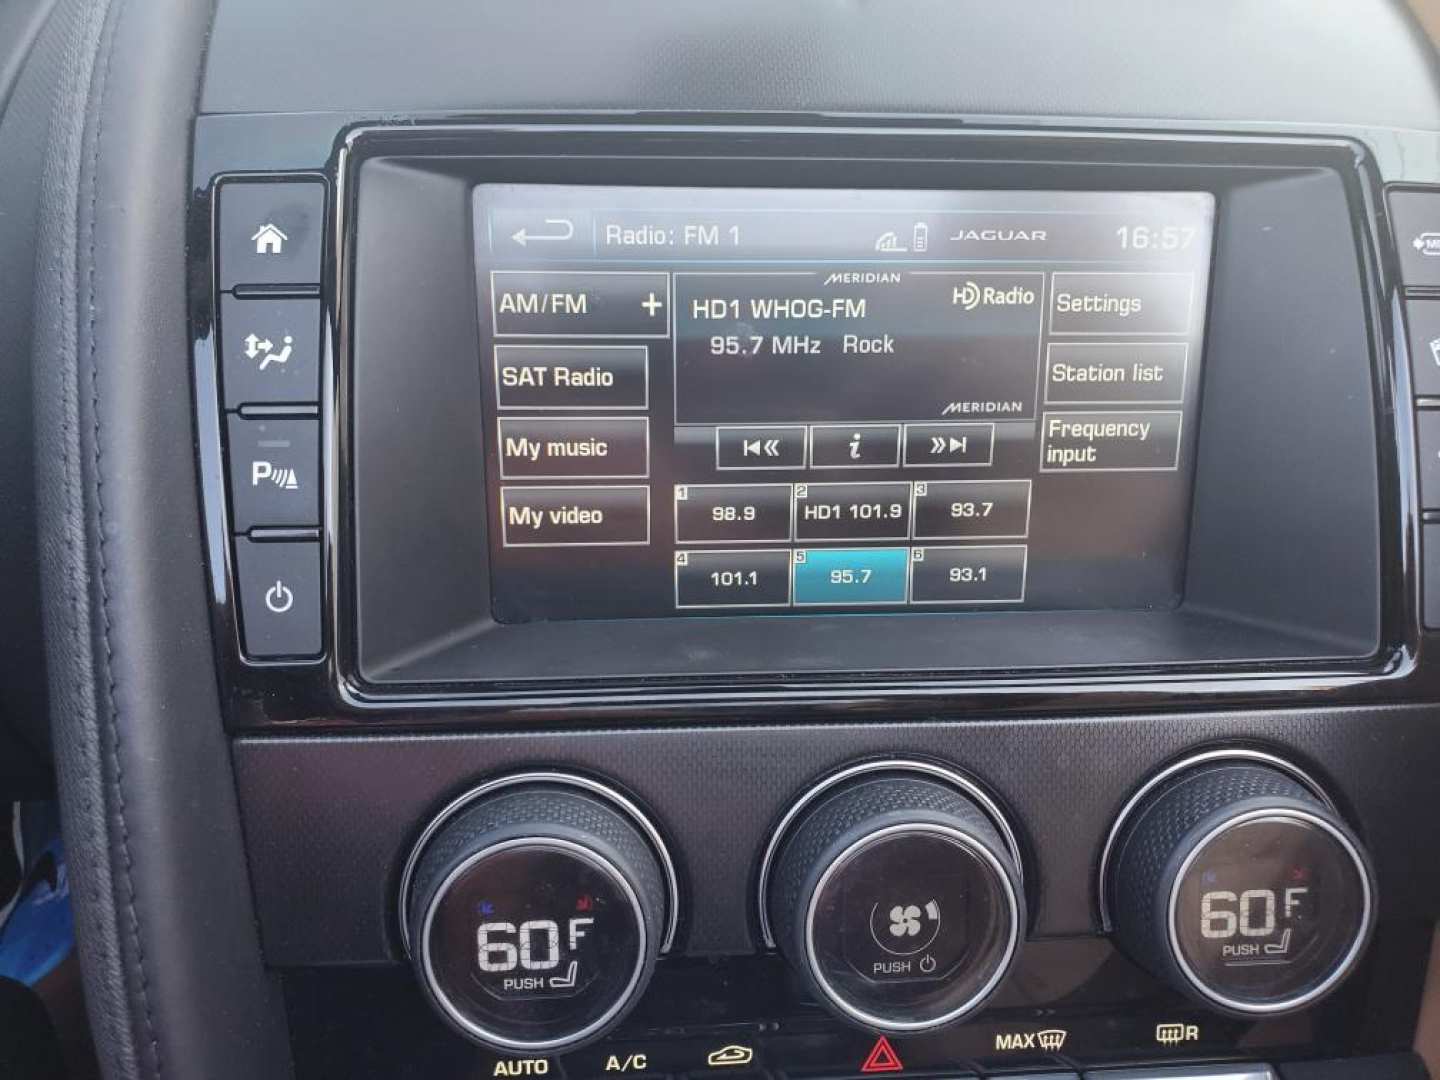 Radio: FM 1
JAGUAR
16:57
AM/FM +
SAT Radio
My music
My video
MERIDIAN
HD1 WHOG-FM
HD Radio
95.7 MHz Rock
MERIDIAN
i
Settings
Station list
Frequency
input
1
98.9
2
HD1 101.9
3
93.7
4
101.1
5
95.7
6
93.1
P
60 F
PUSH
PUSH
60 F
PUSH
AUTO
A/C
MAX
R